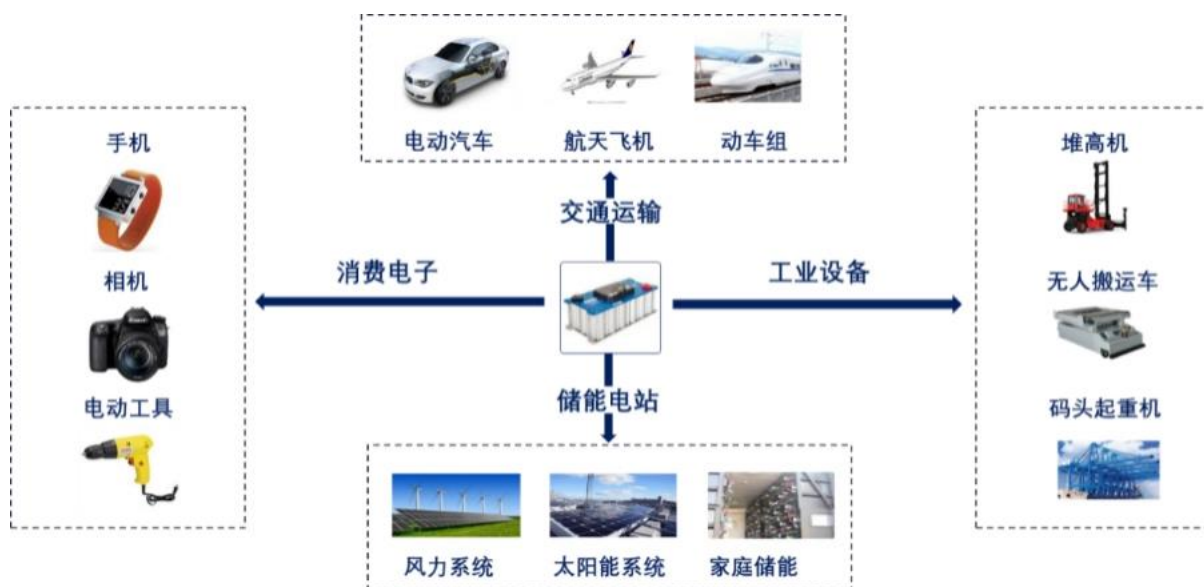 电动汽车
航天飞机
动车组
手机
相机
电动工具
交通运输
消费电子
工业设备
储能电站
堆高机
无人搬运车
码头起重机
风力系统
太阳能系统
家庭储能